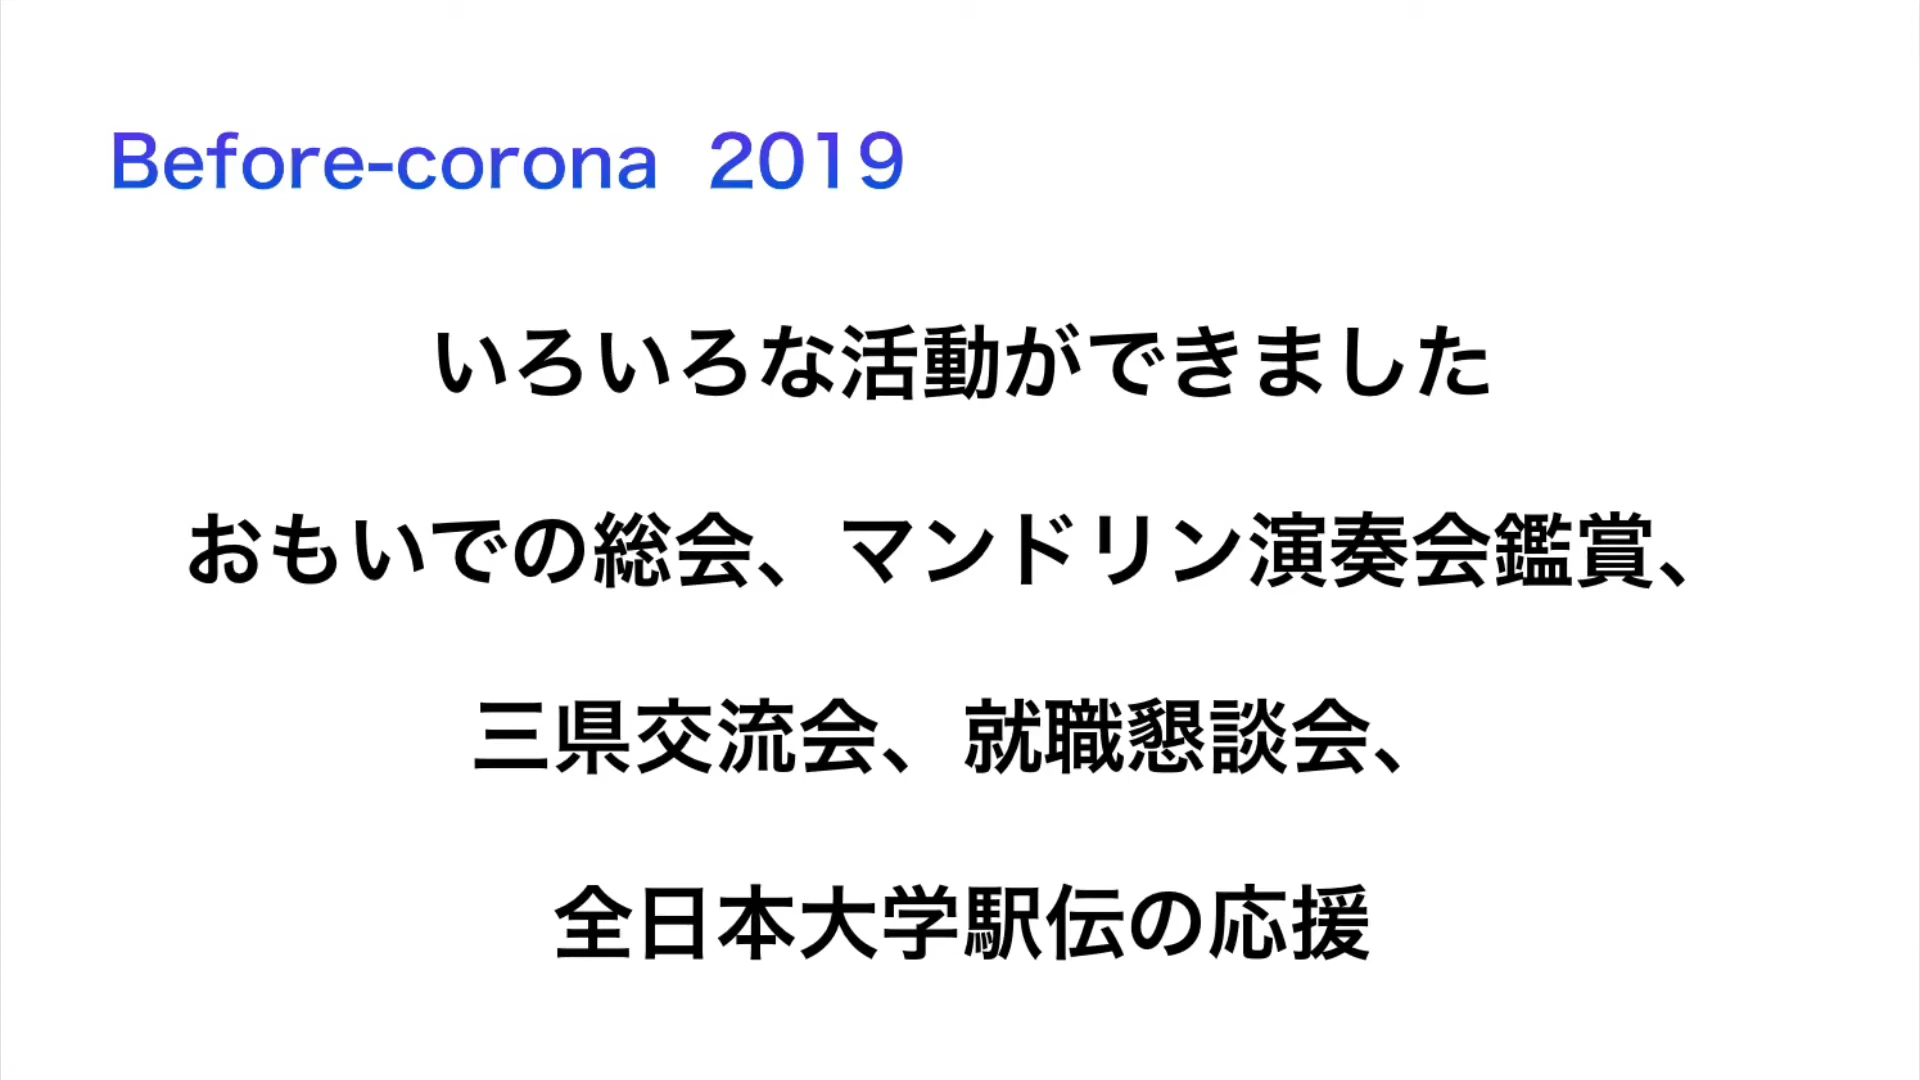 Before-corona 2019
いろいろな活動ができました
おもいでの総会、マンドリン演奏会鑑賞、
三県交流会、就職懇談会、
全日本大学駅伝の応援